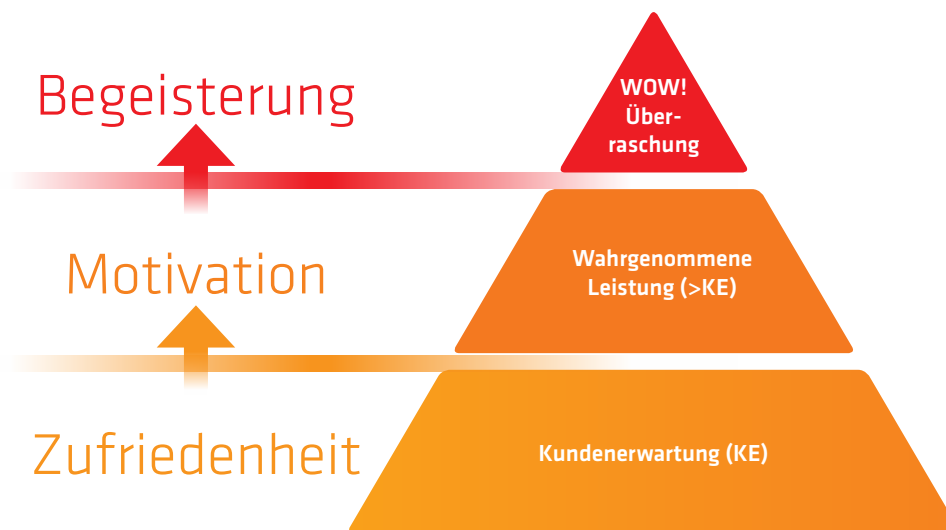 Begeisterung
WOW!
Über-
raschung
Motivation
Wahrgenommene
Leistung (>KE)
Zufriedenheit
Kundenerwartung (KE)